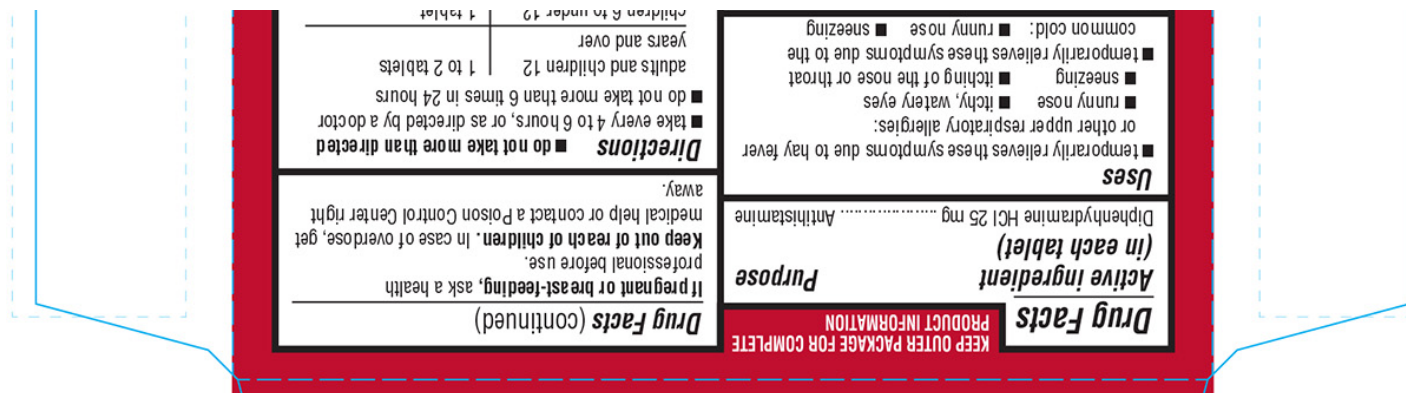 KEEP OUTER PACKAGE FOR COMPLETE
PRODUCT INFORMATION
Drug Facts
Active ingredient
(in each tablet)
Purpose
Diphenhydramine HCl 25 mg ..................... Antihistamine
Uses
■ temporarily relieves these symptoms due to hay fever
or other upper respiratory allergies:
■ runny nose ■ itchy, watery eyes
■ sneezing ■ itching of the nose or throat
■ temporarily relieves these symptoms due to the
common cold: ■ runny nose ■ sneezing
Drug Facts (continued)
If pregnant or breast-feeding, ask a health
professional before use.
Keep out of reach of children. In case of overdose, get
medical help or contact a Poison Control Center right
away.
Directions ■ do not take more than directed
■ take every 4 to 6 hours, or as directed by a doctor
■ do not take more than 6 times in 24 hours
adults and children 12 1 to 2 tablets
years and over
children 6 to under 12 1 tablet